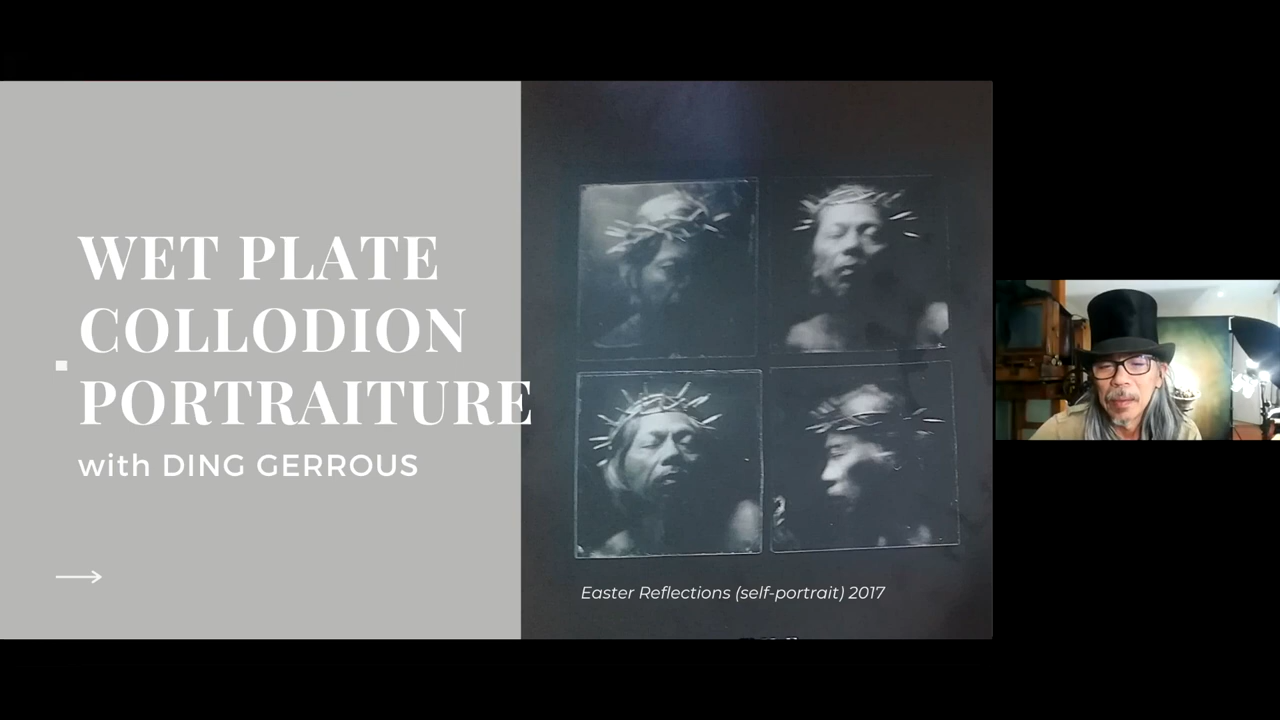 WET PLATE
COLLODION
PORTRAITURE
with DING GERROUS
Easter Reflections (self-portrait) 2017